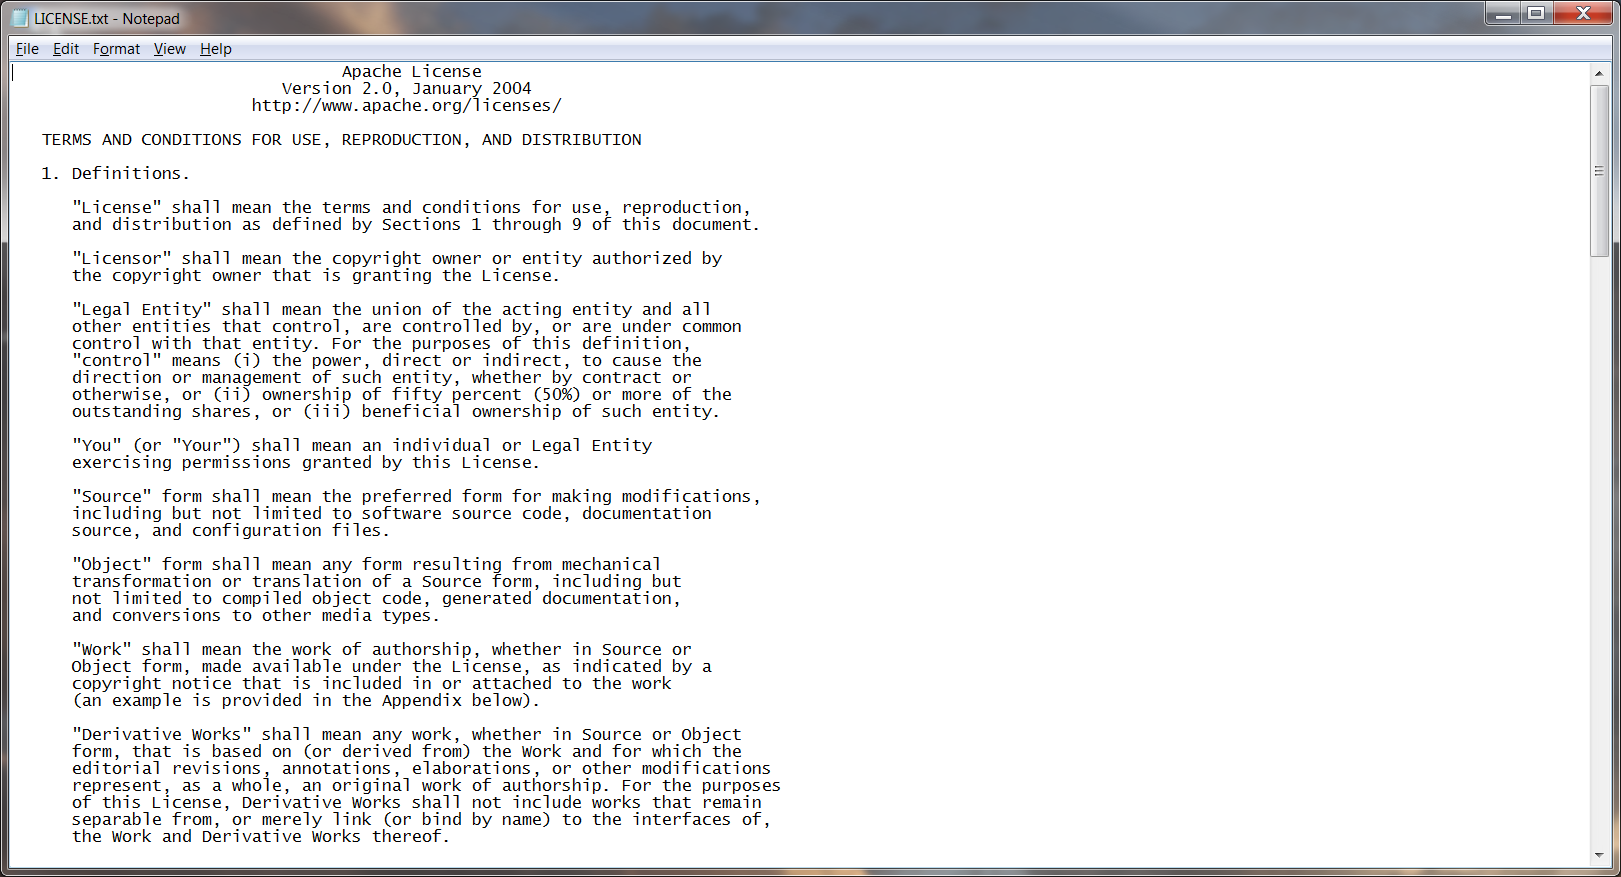 LICENSE.txt - Notepad
File Edit Format View Help
Apache License
Version 2.0, January 2004
http://www.apache.org/licenses/
TERMS AND CONDITIONS FOR USE, REPRODUCTION, AND DISTRIBUTION
1. Definitions.
"License" shall mean the terms and conditions for use, reproduction,
and distribution as defined by Sections 1 through 9 of this document.
"Licensor" shall mean the copyright owner or entity authorized by
the copyright owner that is granting the License.
"Legal Entity" shall mean the union of the acting entity and all
other entities that control, are controlled by, or are under common
control with that entity. For the purposes of this definition,
"control" means (i) the power, direct or indirect, to cause the
direction or management of such entity, whether by contract or
otherwise, or (ii) ownership of fifty percent (50%) or more of the
outstanding shares, or (iii) beneficial ownership of such entity.
"You" (or "Your") shall mean an individual or Legal Entity
exercising permissions granted by this License.
"Source" form shall mean the preferred form for making modifications,
including but not limited to software source code, documentation
source, and configuration files.
"Object" form shall mean any form resulting from mechanical
transformation or translation of a Source form, including but
not limited to compiled object code, generated documentation,
and conversions to other media types.
"Work" shall mean the work of authorship, whether in Source or
Object form, made available under the License, as indicated by a
copyright notice that is included in or attached to the work
(an example is provided in the Appendix below).
"Derivative Works" shall mean any work, whether in Source or Object
form, that is based on (or derived from) the Work and for which the
editorial revisions, annotations, elaborations, or other modifications
represent, as a whole, an original work of authorship. For the purposes
of this License, Derivative Works shall not include works that remain
separable from, or merely link (or bind by name) to the interfaces of,
the Work and Derivative Works thereof.